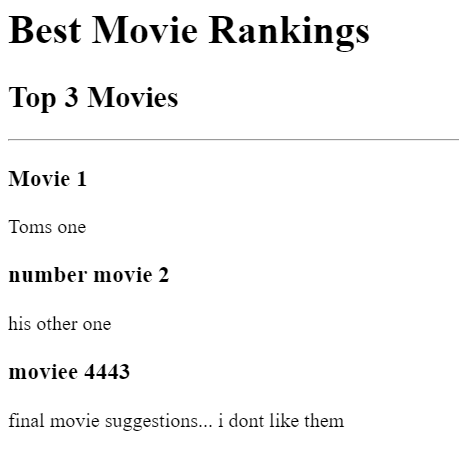 Best Movie Rankings
Top 3 Movies
Movie 1
Toms one
number movie 2
his other one
moviee 4443
final movie suggestions... i dont like them